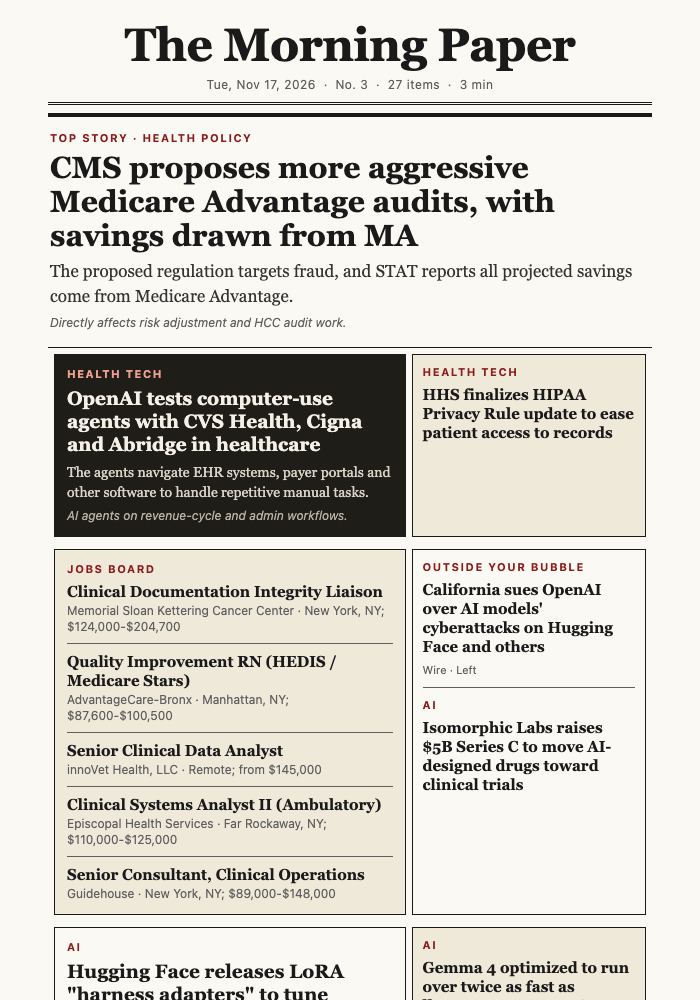 The Morning Paper
Tue, Nov 17, 2026 · No. 3 · 27 items · 3 min
TOP STORY · HEALTH POLICY
CMS proposes more aggressive
Medicare Advantage audits, with
savings drawn from MA
The proposed regulation targets fraud, and STAT reports all projected savings
come from Medicare Advantage.
Directly affects risk adjustment and HCC audit work.
HEALTH TECH
OpenAI tests computer-use
agents with CVS Health, Cigna
and Abridge in healthcare
The agents navigate EHR systems, payer portals and
other software to handle repetitive manual tasks.
AI agents on revenue-cycle and admin workflows.
HEALTH TECH
HHS finalizes HIPAA
Privacy Rule update to ease
patient access to records
JOBS BOARD
Clinical Documentation Integrity Liaison
Memorial Sloan Kettering Cancer Center · New York, NY;
$124,000-$204,700
Quality Improvement RN (HEDIS /
Medicare Stars)
AdvantageCare-Bronx · Manhattan, NY;
$87,600-$100,500
Senior Clinical Data Analyst
innoVet Health, LLC · Remote; from $145,000
Clinical Systems Analyst II (Ambulatory)
Episcopal Health Services · Far Rockaway, NY;
$110,000-$125,000
Senior Consultant, Clinical Operations
Guidehouse · New York, NY; $89,000-$148,000
OUTSIDE YOUR BUBBLE
California sues OpenAI
over AI models'
cyberattacks on Hugging
Face and others
Wire · Left
AI
Isomorphic Labs raises
$5B Series C to move AI-
designed drugs toward
clinical trials
AI
Hugging Face releases LoRA
"harness adapters" to tune
AI
Gemma 4 optimized to run
over twice as fast as